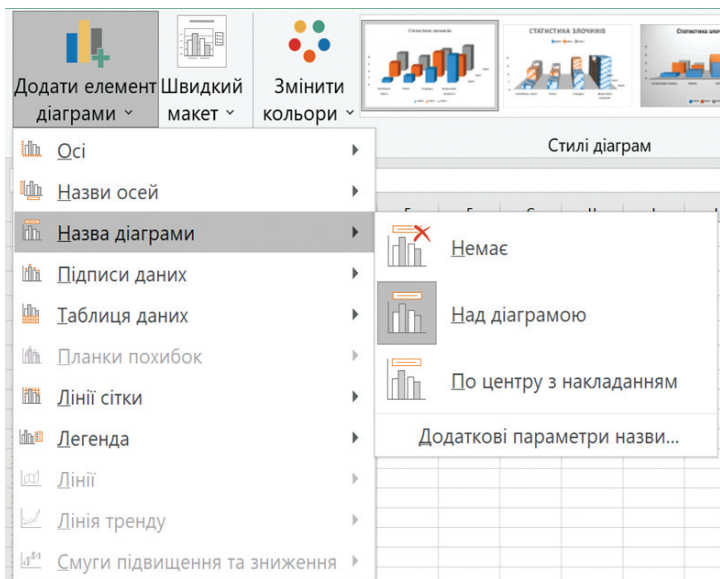 Додати елемент
діаграми
Швидкий
макет
Змінити
кольори
Статистика злочинів
СТАТИСТИКА ЗЛОЧИНІВ
Стилі діаграм
Осі
Назви осей
Назва діаграми
Підписи даних
Таблиця даних
Планки похибок
Лінії сітки
Легенда
Лінії
Лінія тренду
Смуги підвищення та зниження
Немає
Над діаграмою
По центру з накладанням
Додаткові параметри назви...